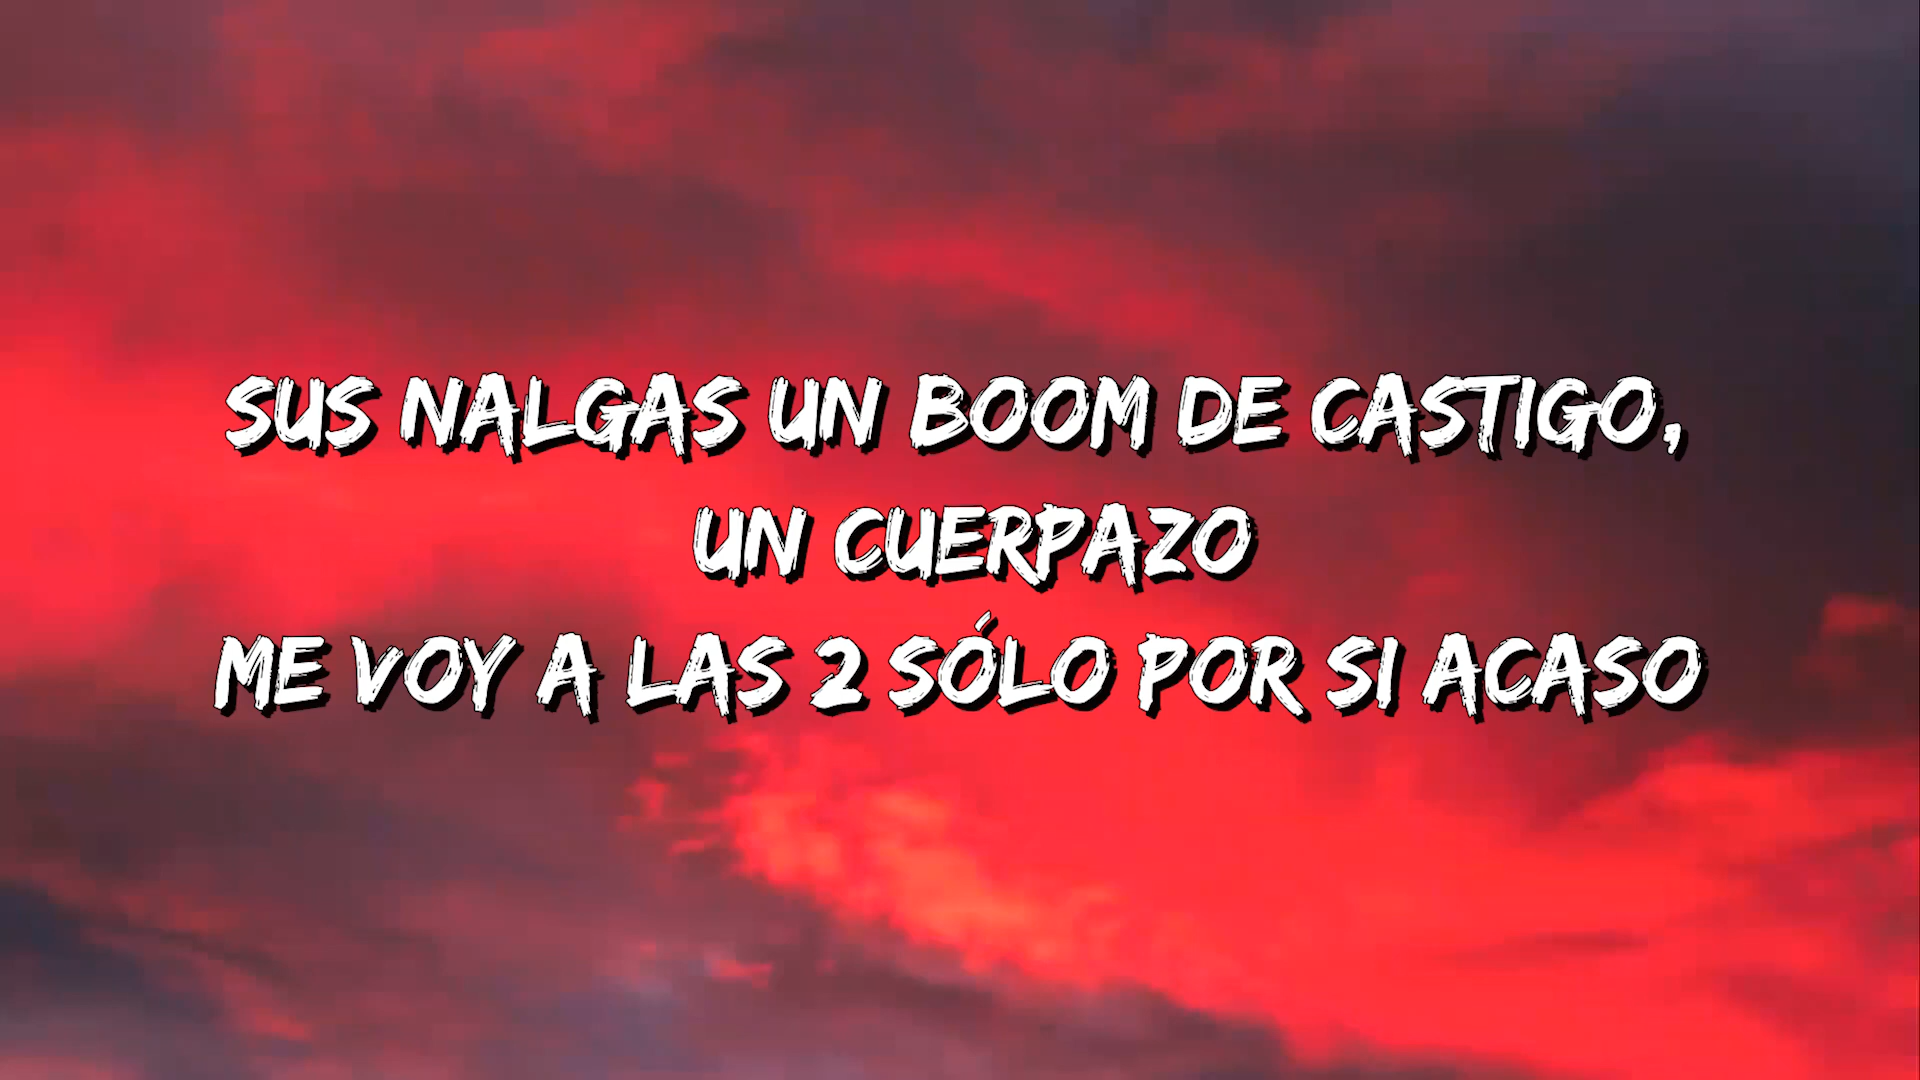 SUS NALGAS UN BOOM DE CASTIGO,
UN CUERPAZO
ME VOY A LAS 2 SÓLO POR SI ACASO